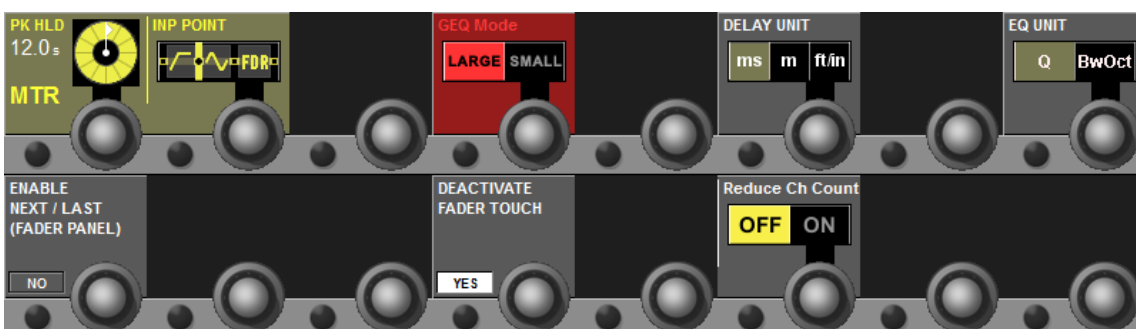 PK HLD
12.0 s
MTR
INP POINT
FDR
GEQ Mode
LARGE SMALL
DELAY UNIT
ms m ft/in
EQ UNIT
Q BwOct
ENABLE
NEXT / LAST
(FADER PANEL)
NO
DEACTIVATE
FADER TOUCH
YES
Reduce Ch Count
OFF ON